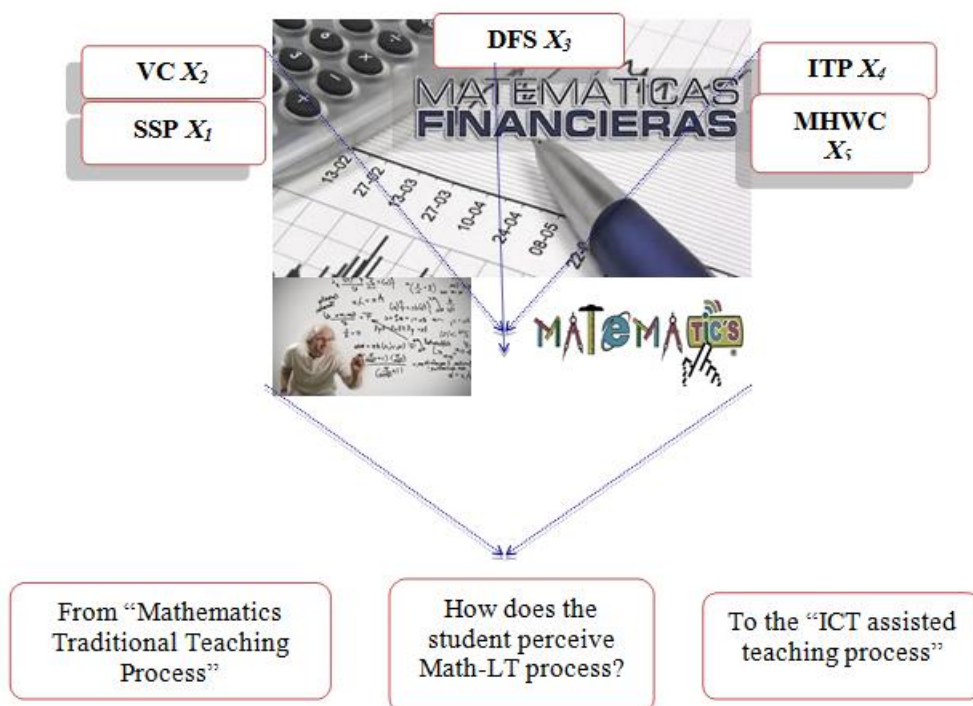 DFS X3
VC X2
SSP X1
ITP X4
MHWC
X5
MATEMÁTICAS
FINANCIERAS
13-02
27-02
13-03
27-03
10-04
24-04
08-05
MATEMATIC'S
From “Mathematics
Traditional Teaching
Process”
How does the
student perceive
Math-LT process?
To the “ICT assisted
teaching process”